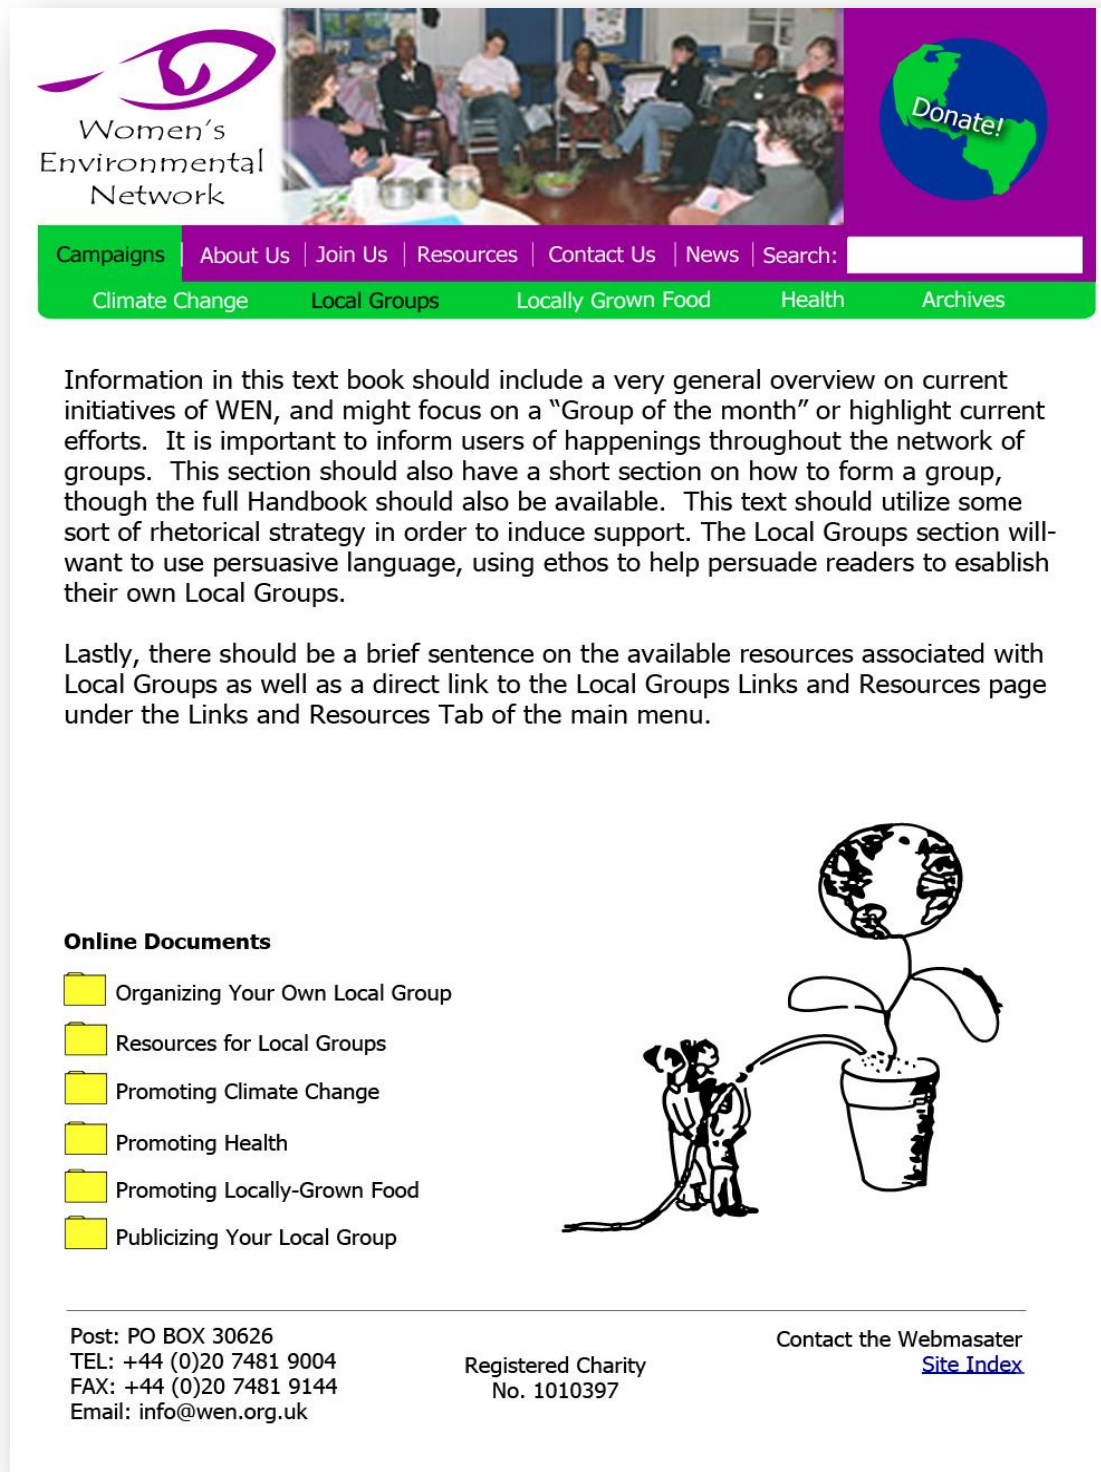 Women's
Environmental
Network
Donate!
Campaigns | About Us | Join Us | Resources | Contact Us | News | Search:
Climate Change Local Groups Locally Grown Food Health Archives
Information in this text book should include a very general overview on current
initiatives of WEN, and might focus on a “Group of the month” or highlight current
efforts.  It is important to inform users of happenings throughout the network of
groups.  This section should also have a short section on how to form a group,
though the full Handbook should also be available.  This text should utilize some
sort of rhetorical strategy in order to induce support. The Local Groups section will-
want to use persuasive language, using ethos to help persuade readers to esablish
their own Local Groups.
Lastly, there should be a brief sentence on the available resources associated with
Local Groups as well as a direct link to the Local Groups Links and Resources page
under the Links and Resources Tab of the main menu.
Online Documents
Organizing Your Own Local Group
Resources for Local Groups
Promoting Climate Change
Promoting Health
Promoting Locally-Grown Food
Publicizing Your Local Group
Post: PO BOX 30626
TEL: +44 (0)20 7481 9004
FAX: +44 (0)20 7481 9144
Email: info@wen.org.uk
Registered Charity
No. 1010397
Contact the Webmasater
Site Index